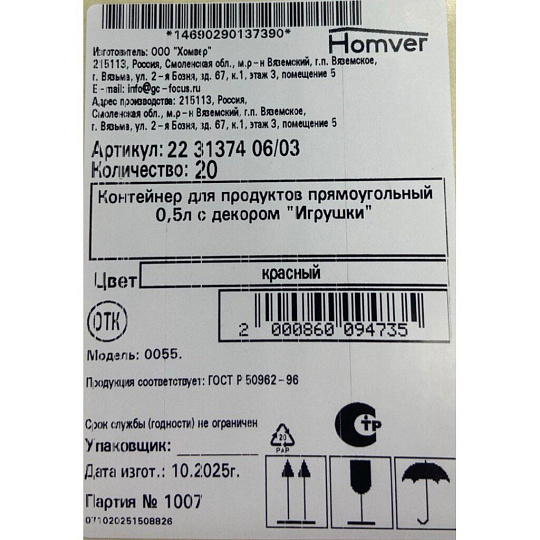 *14690290137390*
Homver
Изготовитель: ООО "Хомвер"
215113, Россия, Смоленская обл., м.р-н Вяземский, г.п. Вяземское,
г. Вязьма, ул. 2-я Бозня, зд. 67, к.1, этаж 3, помещение 5
E-mail: info@gc-focus.ru
Адрес производства: 215113, Россия,
Смоленская обл., м.р-н Вяземский, г.п. Вяземское,
г. Вязьма, ул. 2-я Бозня, зд. 67, к.1, этаж 3, помещение 5
Артикул: 22 31374 06/03
Количество: 20
Контейнер для продуктов прямоугольный
0,5л с декором "Игрушки"
Цвет красный
2 000860 094735
ОТК
Модель: 0055.
Продукция соответствует: ГОСТ Р 50962-96
Срок службы (годности) не ограничен
Упаковщик:
20
PAP
СТР
Дата изгот.: 10.2025г.
Партия № 1007
071020251508826